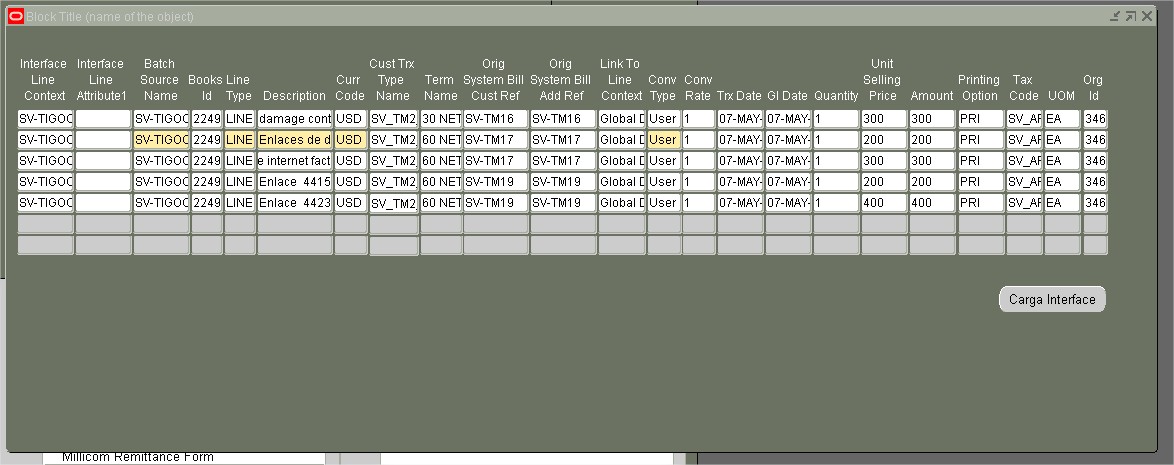 Block Title (name of the object)
Interface Line Context Interface Line Attribute1 Batch Source Name Books Id Line Type Description Curr Code Cust Trx Type Name Term Name Orig System Bill Cust Ref Orig System Bill Add Ref Link To Line Context Conv Type Conv Rate Trx Date Gl Date Quantity Unit Selling Price Amount Printing Option Tax Code UOM Org Id
SV-TIGOC SV-TIGOC 2249 LINE damage cont USD SV_TM2 30 NET SV-TM16 SV-TM16 Global D User 1 07-MAY- 07-MAY- 1 300 300 PRI SV_AF EA 346
SV-TIGOC SV-TIGOC 2249 LINE Enlaces de d USD SV_TM2 60 NET SV-TM17 SV-TM17 Global D User 1 07-MAY- 07-MAY- 1 200 200 PRI SV_AF EA 346
SV-TIGOC SV-TIGOC 2249 LINE e internet fact USD SV_TM2 60 NET SV-TM17 SV-TM17 Global D User 1 07-MAY- 07-MAY- 1 300 300 PRI SV_AF EA 346
SV-TIGOC SV-TIGOC 2249 LINE Enlace 4415 USD SV_TM2 60 NET SV-TM19 SV-TM19 Global D User 1 07-MAY- 07-MAY- 1 200 200 PRI SV_AF EA 346
SV-TIGOC SV-TIGOC 2249 LINE Enlace 4423 USD SV_TM2 60 NET SV-TM19 SV-TM19 Global D User 1 07-MAY- 07-MAY- 1 400 400 PRI SV_AF EA 346
Carga Interface
Millicom Remittance Form